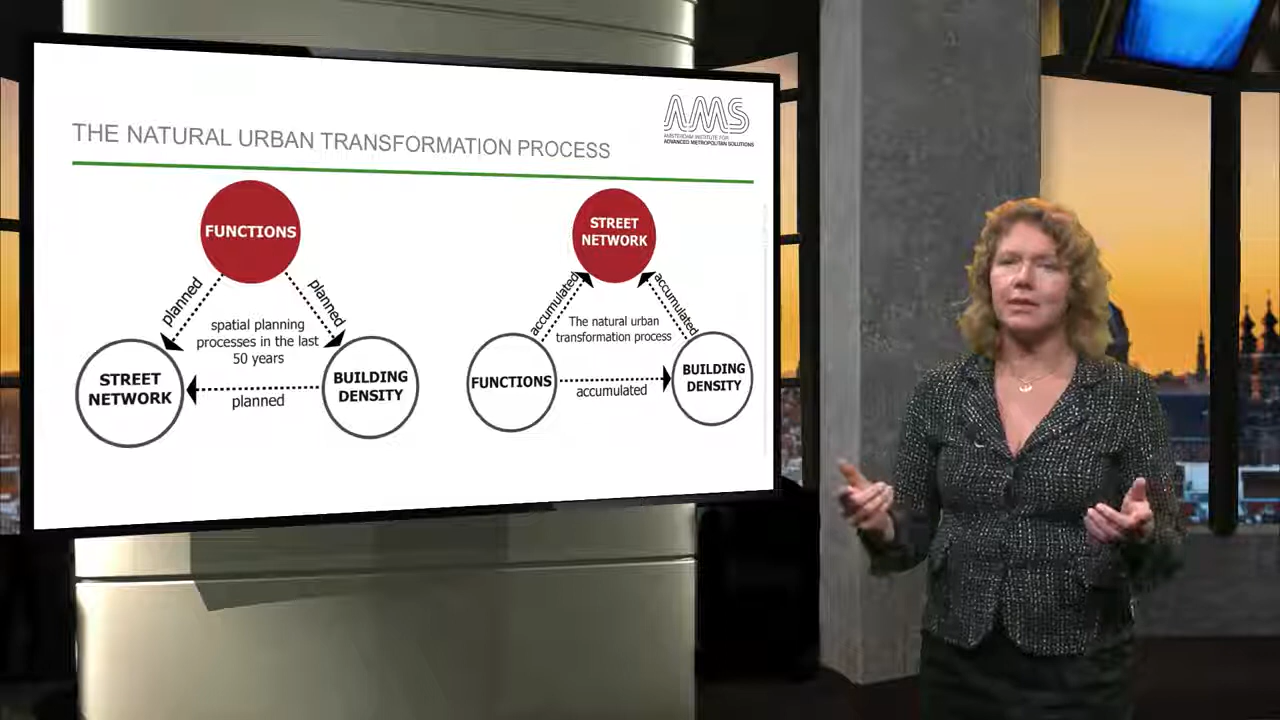 AMS
AMSTERDAM INSTITUTE FOR
ADVANCED METROPOLITAN SOLUTIONS
THE NATURAL URBAN TRANSFORMATION PROCESS
FUNCTIONS
planned
planned
spatial planning
processes in the last
50 years
STREET
NETWORK
BUILDING
DENSITY
planned
STREET
NETWORK
accumulated
accumulated
The natural urban
transformation process
FUNCTIONS
BUILDING
DENSITY
accumulated